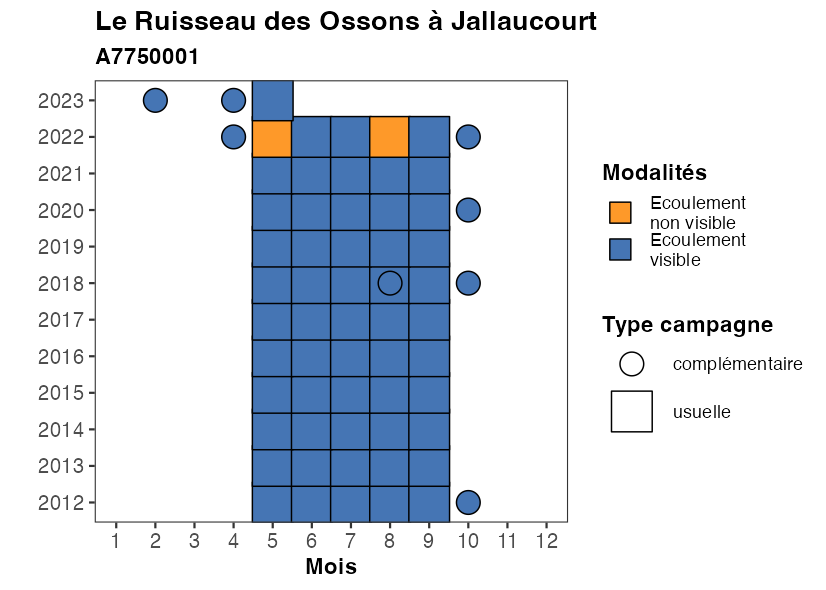 Le Ruisseau des Ossons à Jallaucourt
A7750001
2023
2022
2021
2020
2019
2018
2017
2016
2015
2014
2013
2012
1 2 3 4 5 6 7 8 9 10 11 12
Mois
Modalités
Ecoulement
non visible
Ecoulement
visible
Type campagne
complémentaire
usuelle